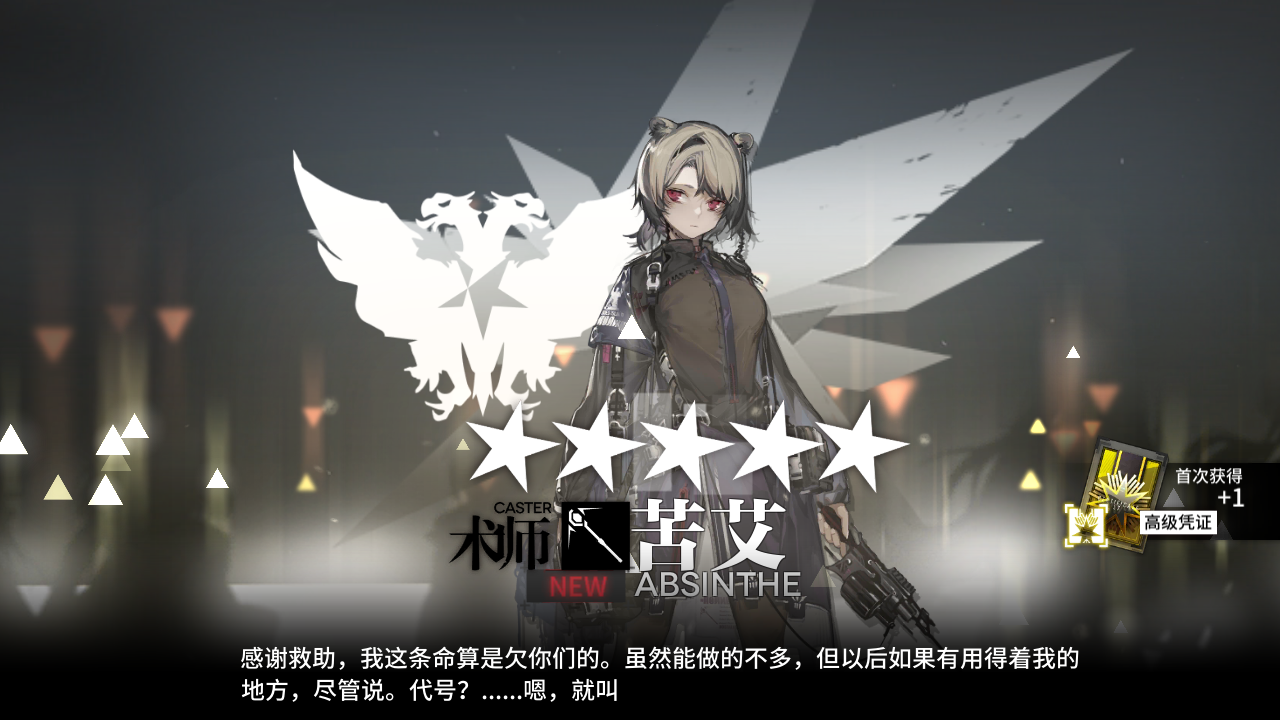 首次获得
+1
高级凭证
CASTER
术师
苦艾
NEW
ABSINTHE
感谢救助，我这条命算是欠你们的。虽然能做的不多，但以后如果有用得着我的
地方，尽管说。代号？……嗯，就叫